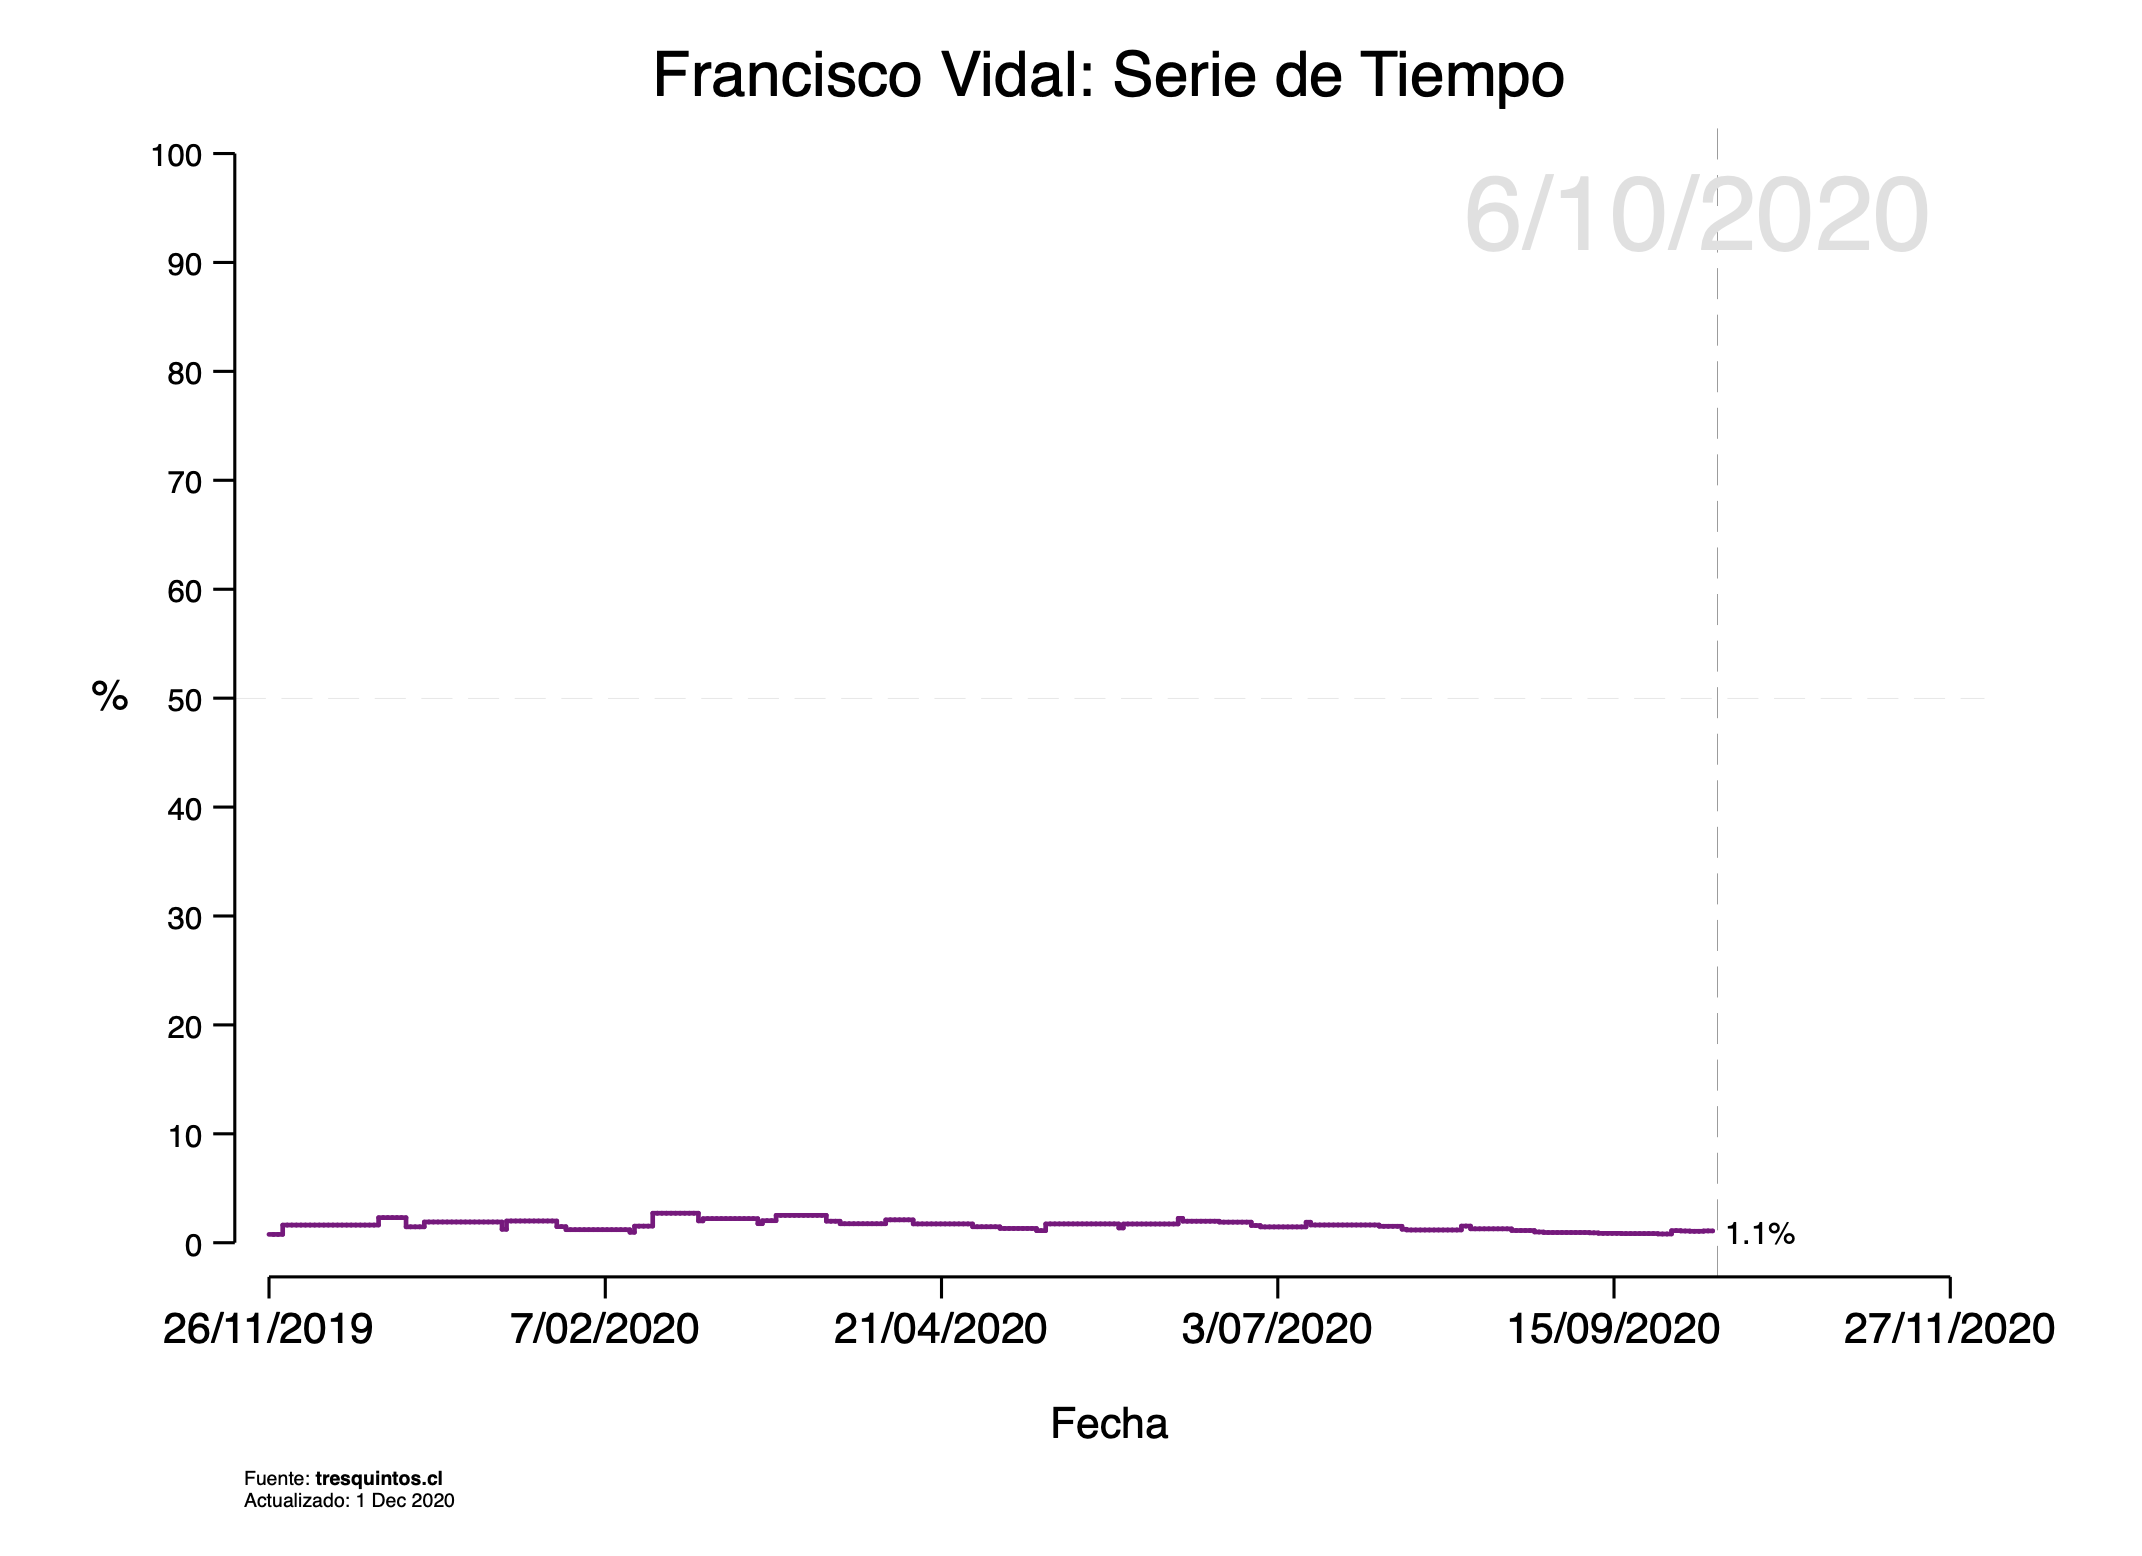 Francisco Vidal: Serie de Tiempo
6/10/2020
100
90
80
70
60
50
40
30
20
10
0
%
1.1%
26/11/2019 7/02/2020 21/04/2020 3/07/2020 15/09/2020 27/11/2020
Fecha
Fuente: tresquintos.cl
Actualizado: 1 Dec 2020